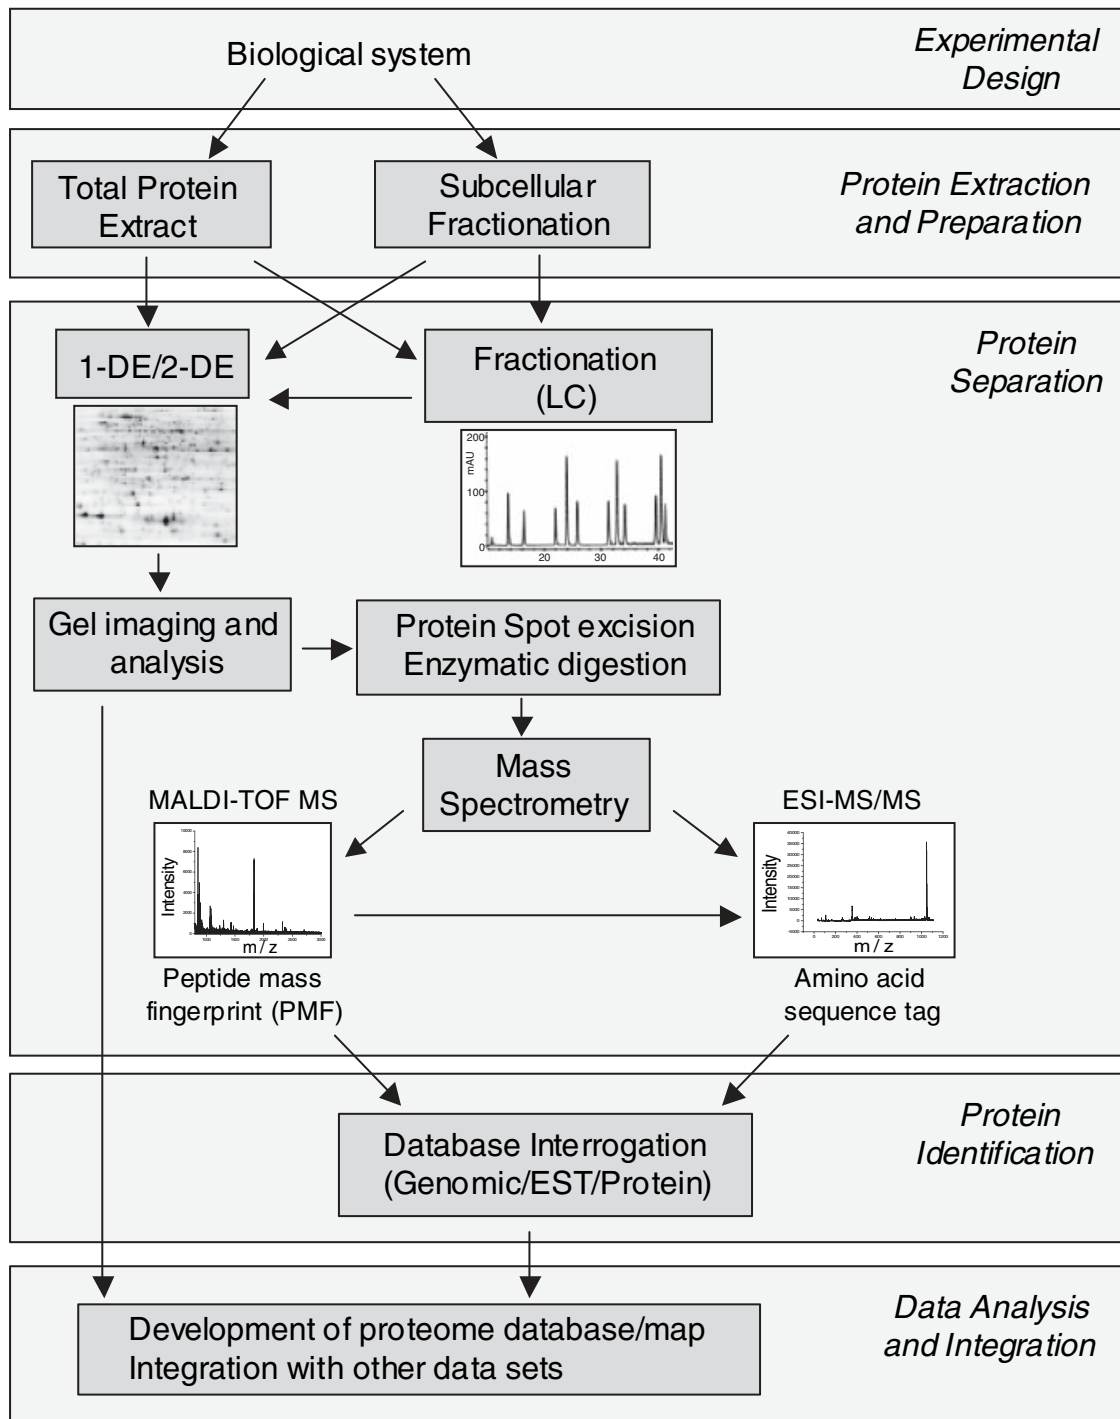 Biological system
Experimental
Design
Total Protein
Extract
Subcellular
Fractionation
Protein Extraction
and Preparation
1-DE/2-DE
Fractionation
(LC)
Protein
Separation
200
mAU
100
0
20
30
40
Gel imaging and
analysis
Protein Spot excision
Enzymatic digestion
Mass
Spectrometry
MALDI-TOF MS
ESI-MS/MS
Intensity
m / z
Intensity
m / z
Peptide mass
fingerprint (PMF)
Amino acid
sequence tag
Database Interrogation
(Genomic/EST/Protein)
Protein
Identification
Development of proteome database/map
Integration with other data sets
Data Analysis
and Integration